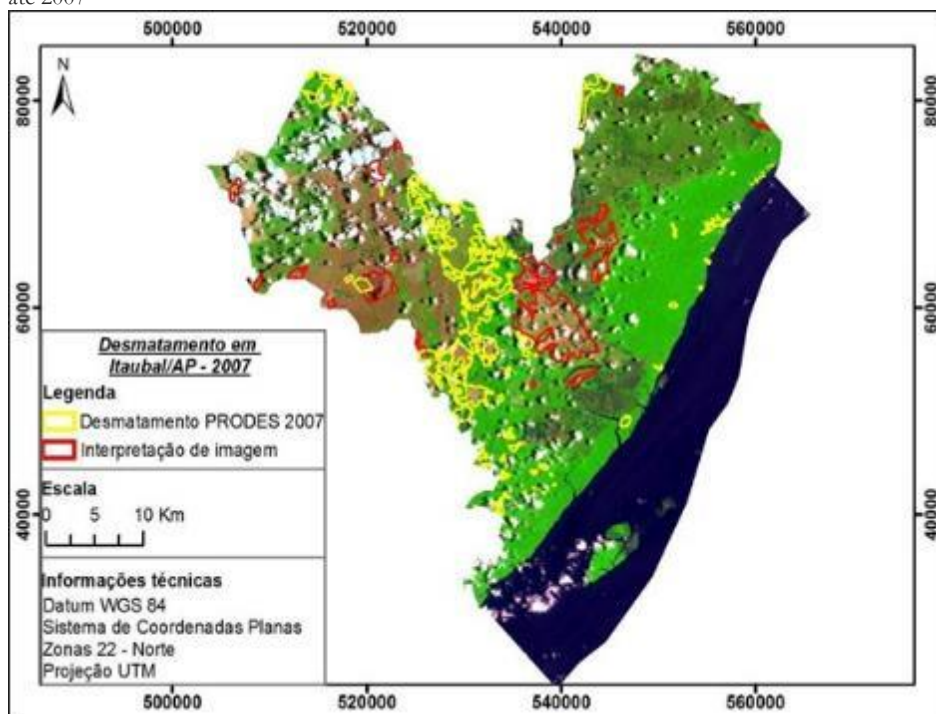 até 2007
500000 520000 540000 560000
N
80000 80000
60000 60000
40000 40000
Desmatamento em
Itaubal/AP - 2007
Legenda
Desmatamento PRODES 2007
Interpretação de imagem
Escala
0 5 10 Km
Informações técnicas
Datum WGS 84
Sistema de Coordenadas Planas
Zonas 22 - Norte
Projeção UTM
500000 520000 540000 560000